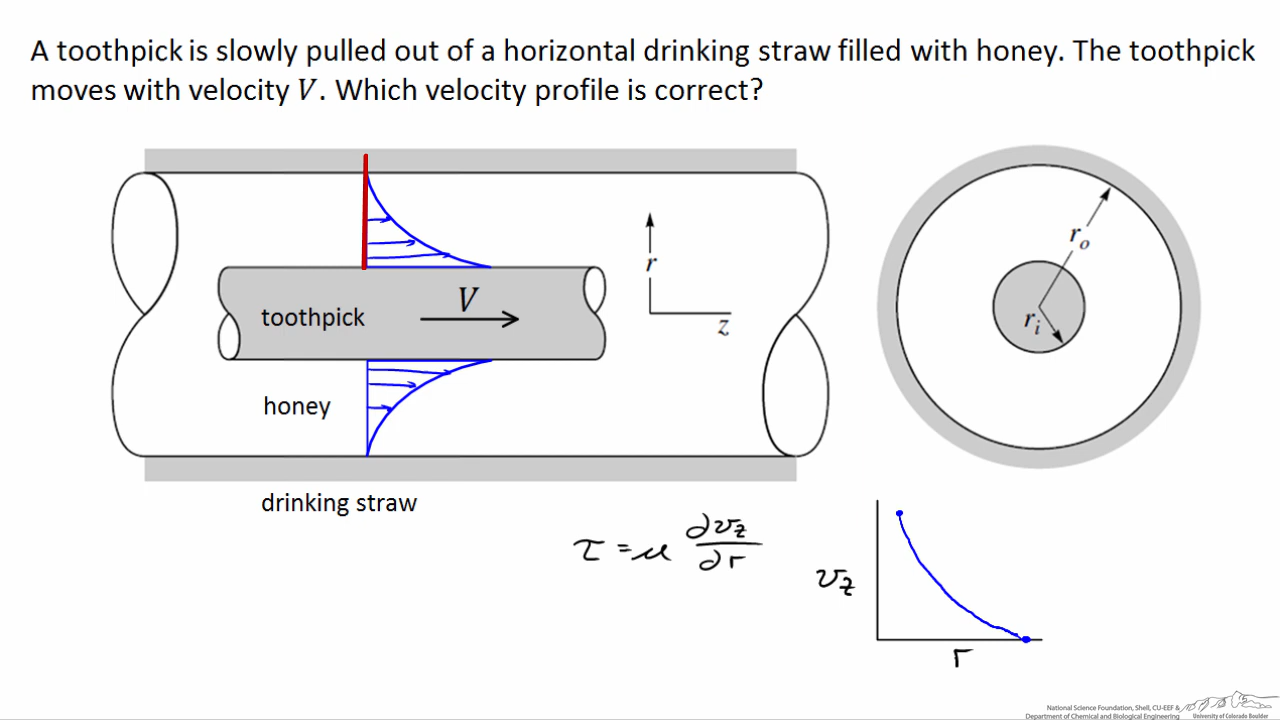 A toothpick is slowly pulled out of a horizontal drinking straw filled with honey. The toothpick
moves with velocity V. Which velocity profile is correct?
r
z
toothpick
V
honey
drinking straw
r_o
r_i
τ = μ ∂v_z/∂r
v_z
r
National Science Foundation, Shell, CU-EEF &
Department of Chemical and Biological Engineering
University of Colorado Boulder